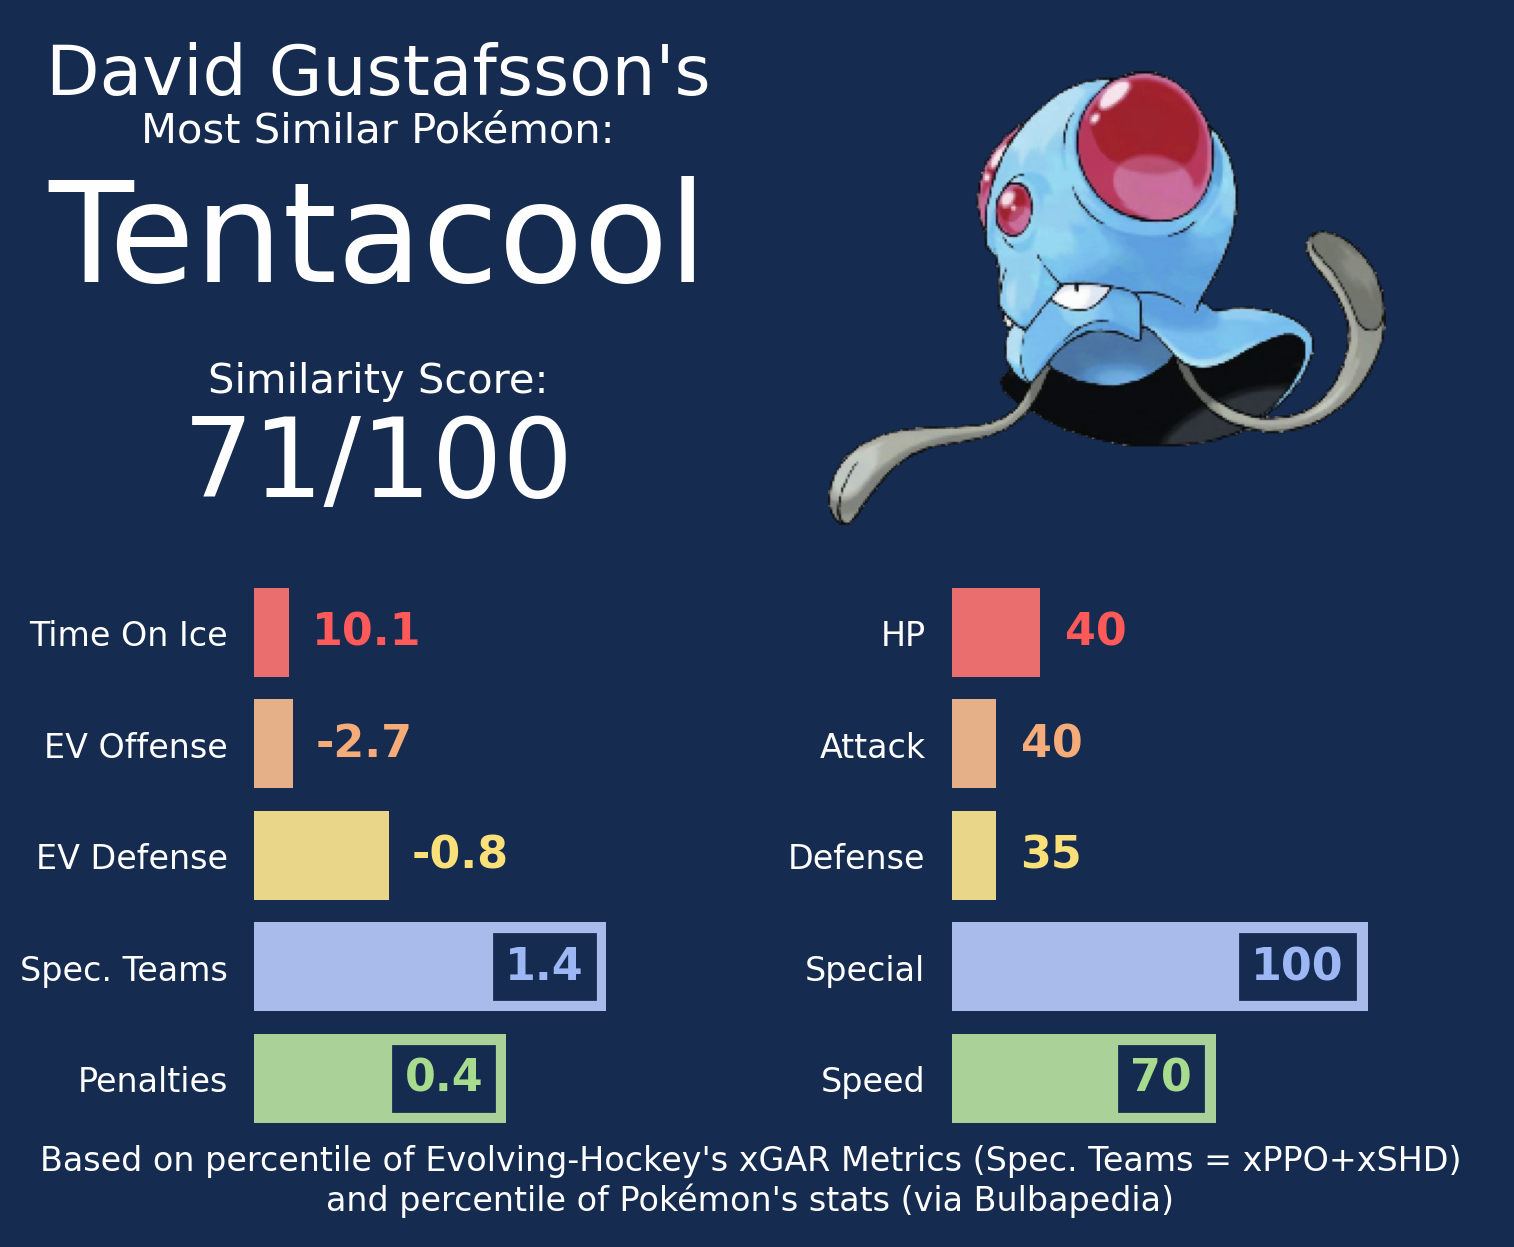 David Gustafsson's
Most Similar Pokémon:
Tentacool
Similarity Score:
71/100
Time On Ice 10.1
EV Offense -2.7
EV Defense -0.8
Spec. Teams 1.4
Penalties 0.4
HP 40
Attack 40
Defense 35
Special 100
Speed 70
Based on percentile of Evolving-Hockey's xGAR Metrics (Spec. Teams = xPPO+xSHD)
and percentile of Pokémon's stats (via Bulbapedia)